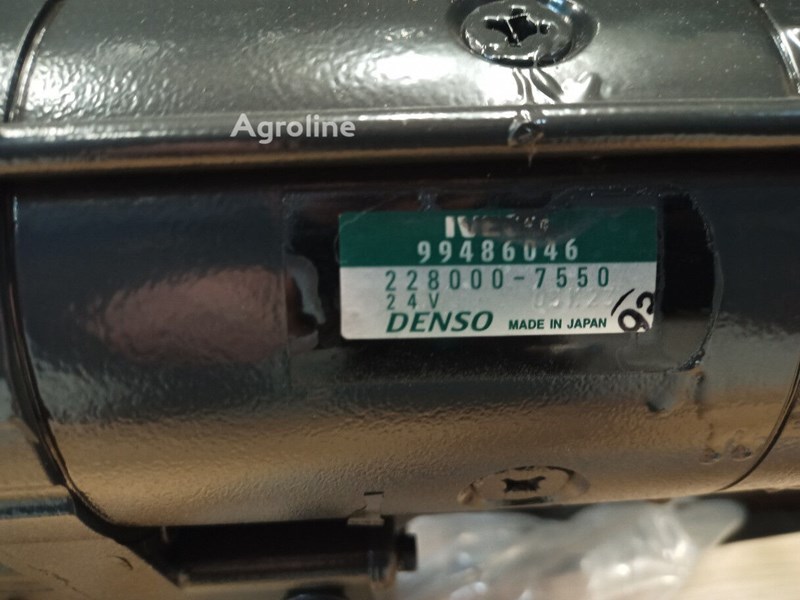 Agroline
99486046
228000-7550
24V
DENSO MADE IN JAPAN